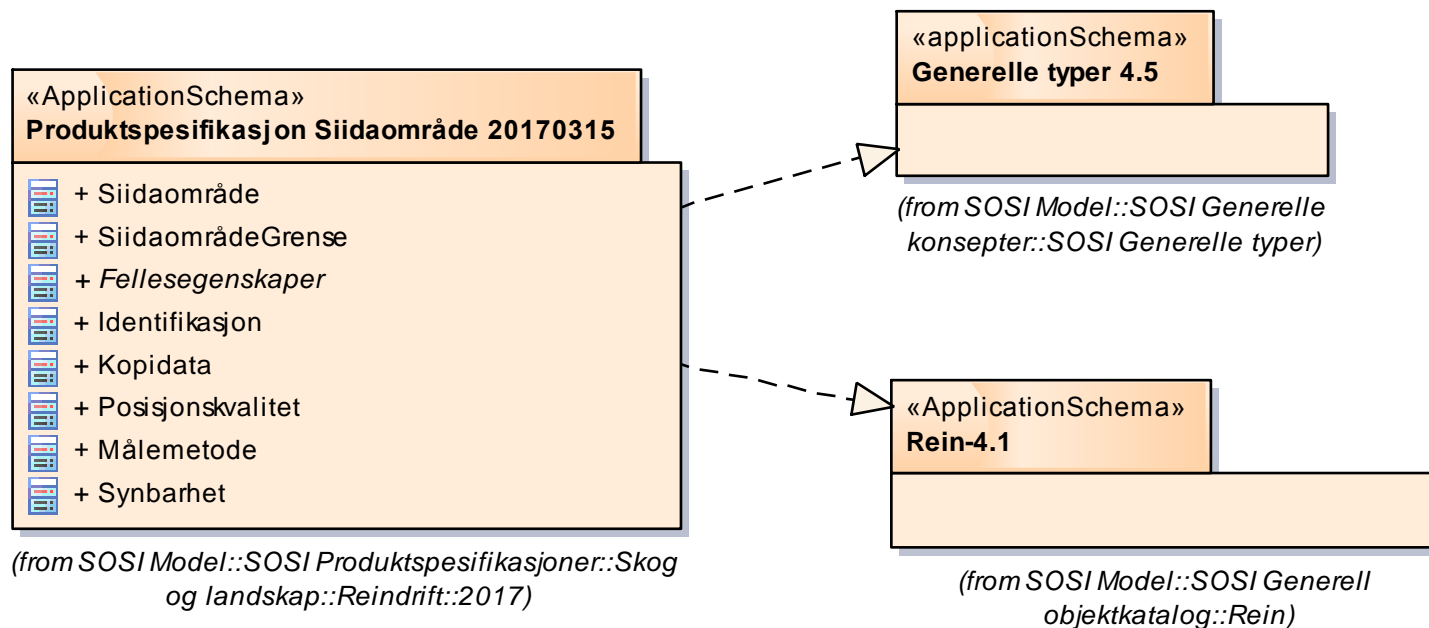 «ApplicationSchema»
Produktspesifikasjon Siidaområde 20170315
+ Siidaområde
+ SiidaområdeGrense
+ Fellesegenskaper
+ Identifikasjon
+ Kopidata
+ Posisjonskvalitet
+ Målemetode
+ Synbarhet
(from SOSI Model::SOSI Produktspesifikasjoner::Skog
og landskap::Reindrift::2017)
«applicationSchema»
Generelle typer 4.5
(from SOSI Model::SOSI Generelle
konsepter::SOSI Generelle typer)
«ApplicationSchema»
Rein-4.1
(from SOSI Model::SOSI Generell
objektkatalog::Rein)